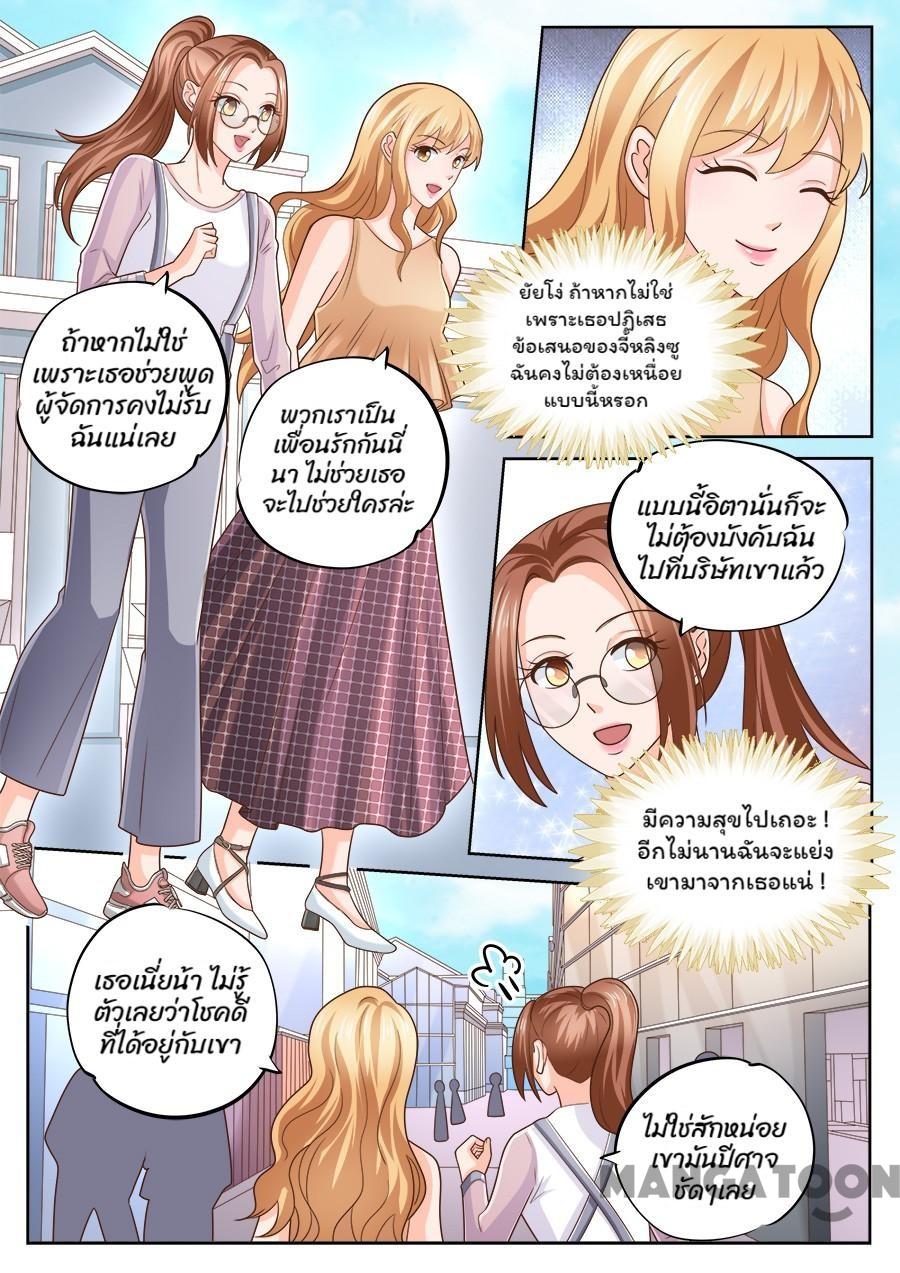 ถ้าหากไม่ใช่
เพราะเธอช่วยพูด
ผู้จัดการคงไม่รับ
ฉันแน่เลย
พวกเราเป็น
เพื่อนรักกันนี่
นา ไม่ช่วยเธอ
จะไปช่วยใครล่ะ
ยัยโง่ ถ้าหากไม่ใช่
เพราะเธอปฏิเสธ
ข้อเสนอของจี้หลิงซู
ฉันคงไม่ต้องเหนื่อย
แบบนี้หรอก
แบบนี้อิตานั่นก็จะ
ไม่ต้องบังคับฉัน
ไปที่บริษัทเขาแล้ว
มีความสุขไปเถอะ !
อีกไม่นานฉันจะแย่ง
เขามาจากเธอแน่ !
เธอเนี่ยน้า ไม่รู้
ตัวเลยว่าโชคดี
ที่ได้อยู่กับเขา
ไม่ใช่สักหน่อย
เขามันปีศาจ
ชัดๆเลย
MANGATOON